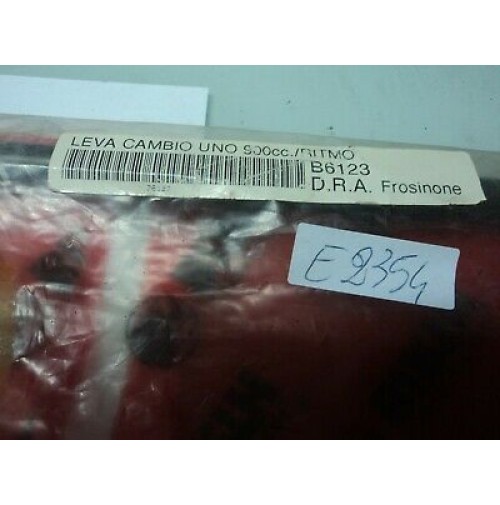 LEVA CAMBIO UNO 900cc./RITMO
B6123
D.R.A. Frosinone
E2354